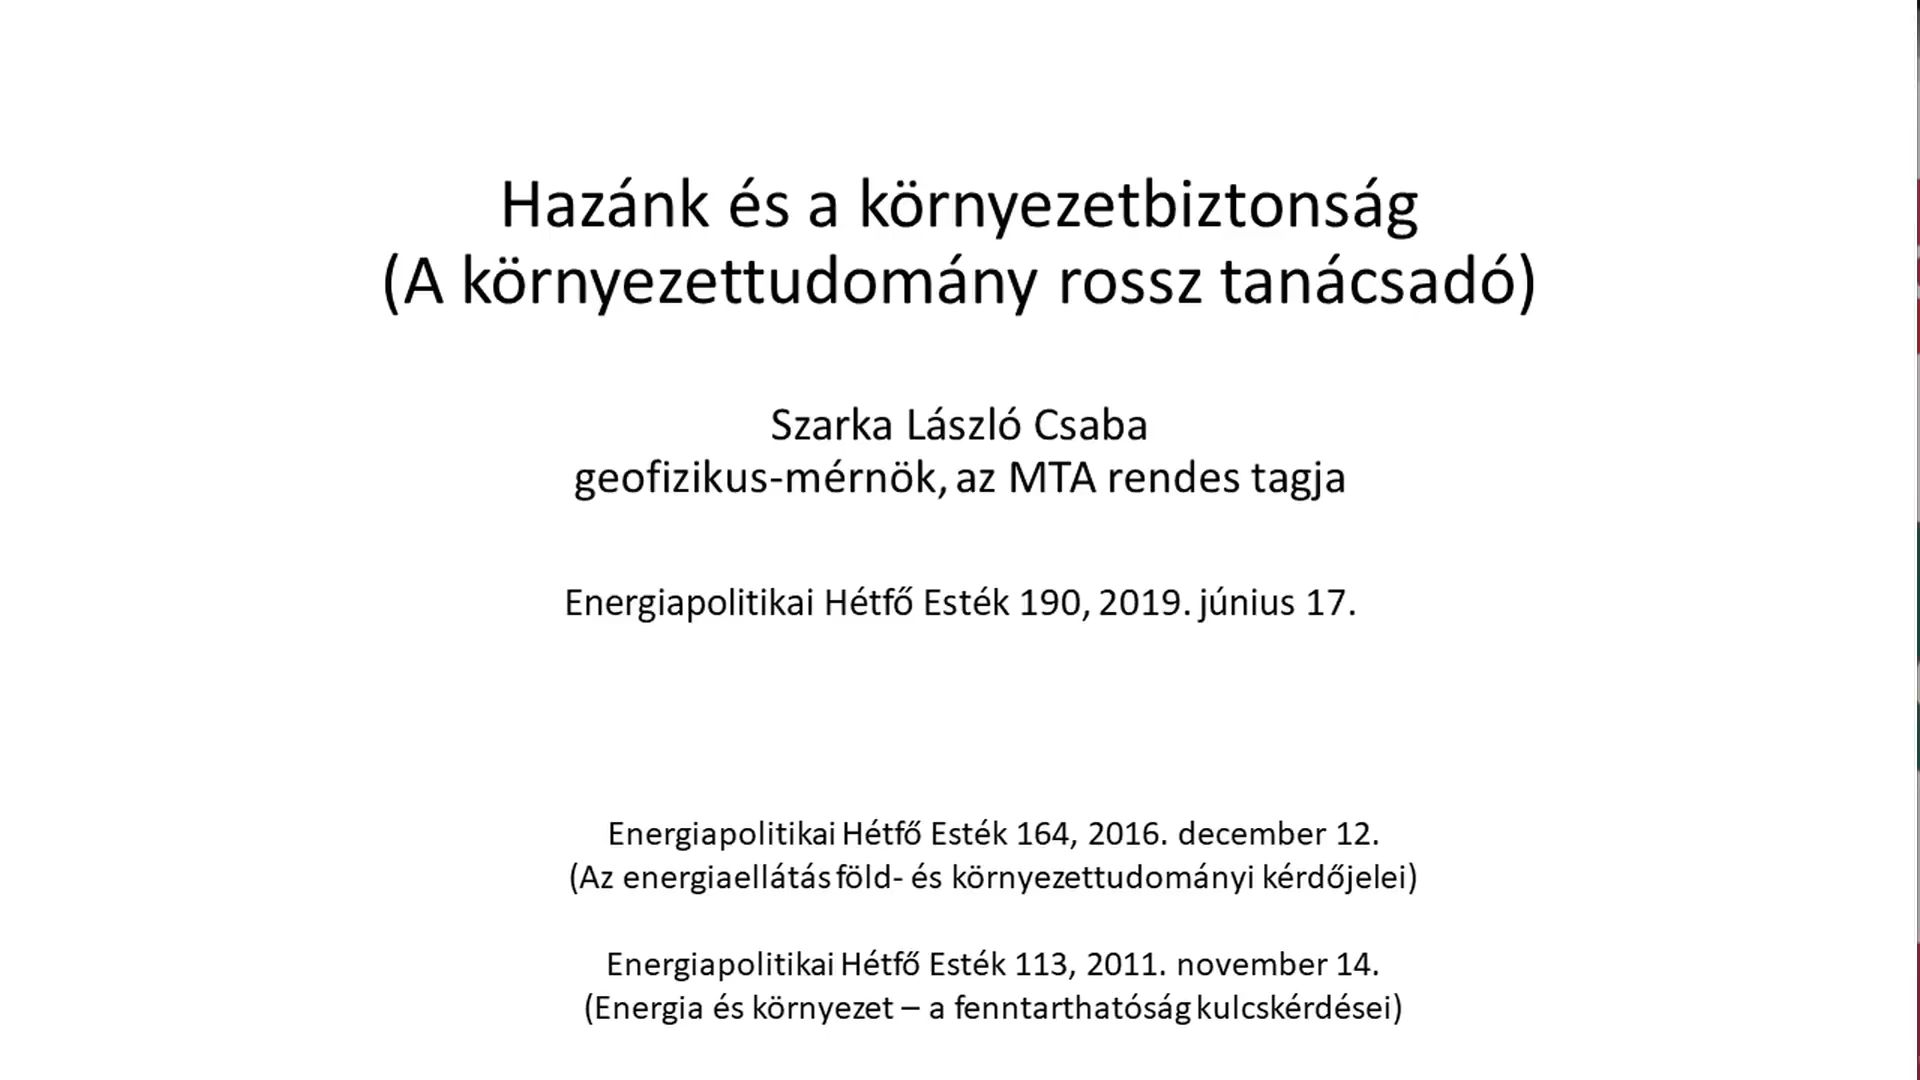 Hazánk és a környezetbiztonság
(A környezettudomány rossz tanácsadó)
Szarka László Csaba
geofizikus-mérnök, az MTA rendes tagja
Energiapolitikai Hétfő Esték 190, 2019. június 17.
Energiapolitikai Hétfő Esték 164, 2016. december 12.
(Az energiaellátás föld- és környezettudományi kérdőjelei)
Energiapolitikai Hétfő Esték 113, 2011. november 14.
(Energia és környezet – a fenntarthatóság kulcskérdései)